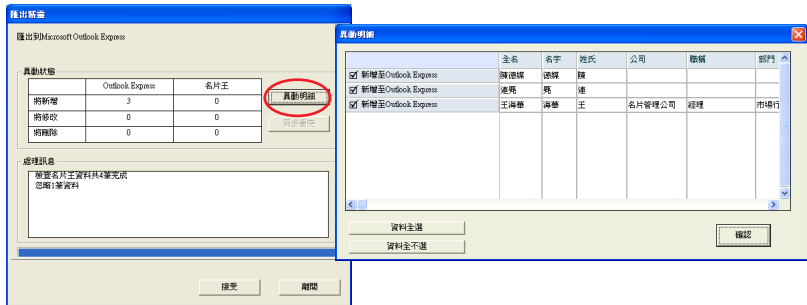 匯出精靈
匯出到Microsoft Outlook Express
異動狀態
Outlook Express 名片王
將新增 3 0
將修改 0 0
將刪除 0 0
異動明細
同步衝突
處理訊息
檢查名片王資料共4筆完成
忽略1筆資料
接受 離開
異動明細
全名 名字 姓氏 公司 職稱 部門
新增至Outlook Express 陳德媒 德媒 陳
新增至Outlook Express 連 連
新增至Outlook Express 王海華 海華 王 名片管理公司 經理 市場行
資料全選
資料全不選
確認